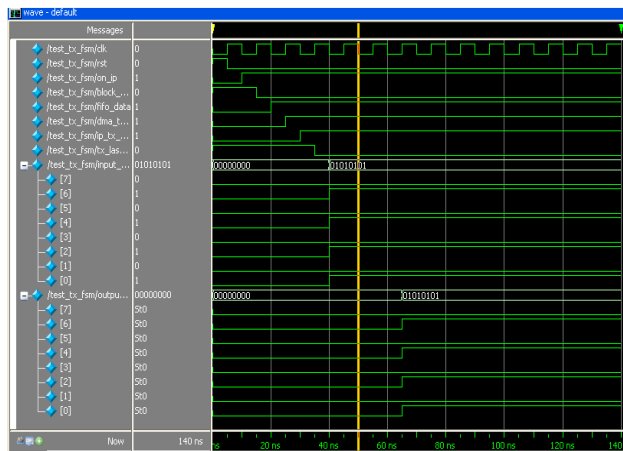 wave - default
Messages
/test_tx_fsm/clk 0
/test_tx_fsm/rst 0
/test_tx_fsm/on_ip 1
/test_tx_fsm/block_... 0
/test_tx_fsm/fifo_data 1
/test_tx_fsm/dma_t... 1
/test_tx_fsm/ip_tx_... 1
/test_tx_fsm/tx_las... 0
/test_tx_fsm/input_... 01010101 00000000 01010101
[7] 0
[6] 1
[5] 0
[4] 1
[3] 0
[2] 1
[1] 0
[0] 1
/test_tx_fsm/outpu... 00000000 00000000 01010101
[7] St0
[6] St0
[5] St0
[4] St0
[3] St0
[2] St0
[1] St0
[0] St0
Now 140 ns ns 20 ns 40 ns 60 ns 80 ns 100 ns 120 ns 140